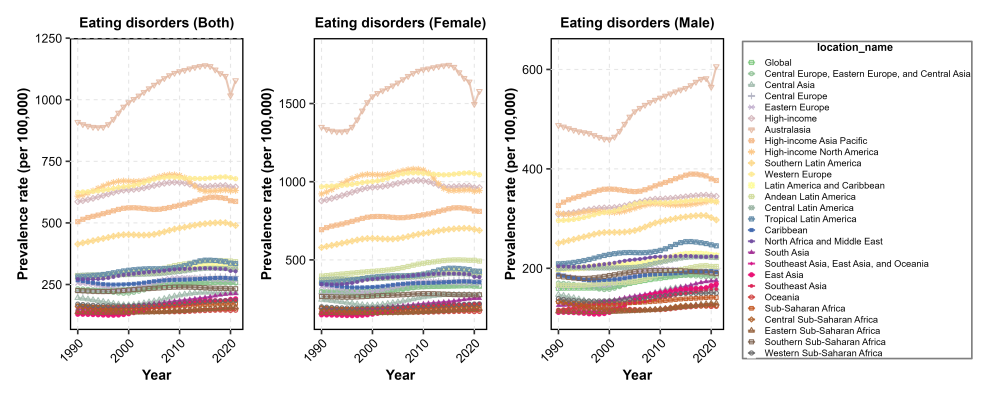 Eating disorders (Both)
Eating disorders (Female)
Eating disorders (Male)
Prevalence rate (per 100,000)
1250
1000
750
500
250
1990
2000
2010
2020
Year
Prevalence rate (per 100,000)
1500
1000
500
1990
2000
2010
2020
Year
Prevalence rate (per 100,000)
600
400
200
1990
2000
2010
2020
Year
location_name
Global
Central Europe, Eastern Europe, and Central Asia
Central Asia
Central Europe
Eastern Europe
High-income
Australasia
High-income Asia Pacific
High-income North America
Southern Latin America
Western Europe
Latin America and Caribbean
Andean Latin America
Central Latin America
Tropical Latin America
Caribbean
North Africa and Middle East
South Asia
Southeast Asia, East Asia, and Oceania
East Asia
Southeast Asia
Oceania
Sub-Saharan Africa
Central Sub-Saharan Africa
Eastern Sub-Saharan Africa
Southern Sub-Saharan Africa
Western Sub-Saharan Africa